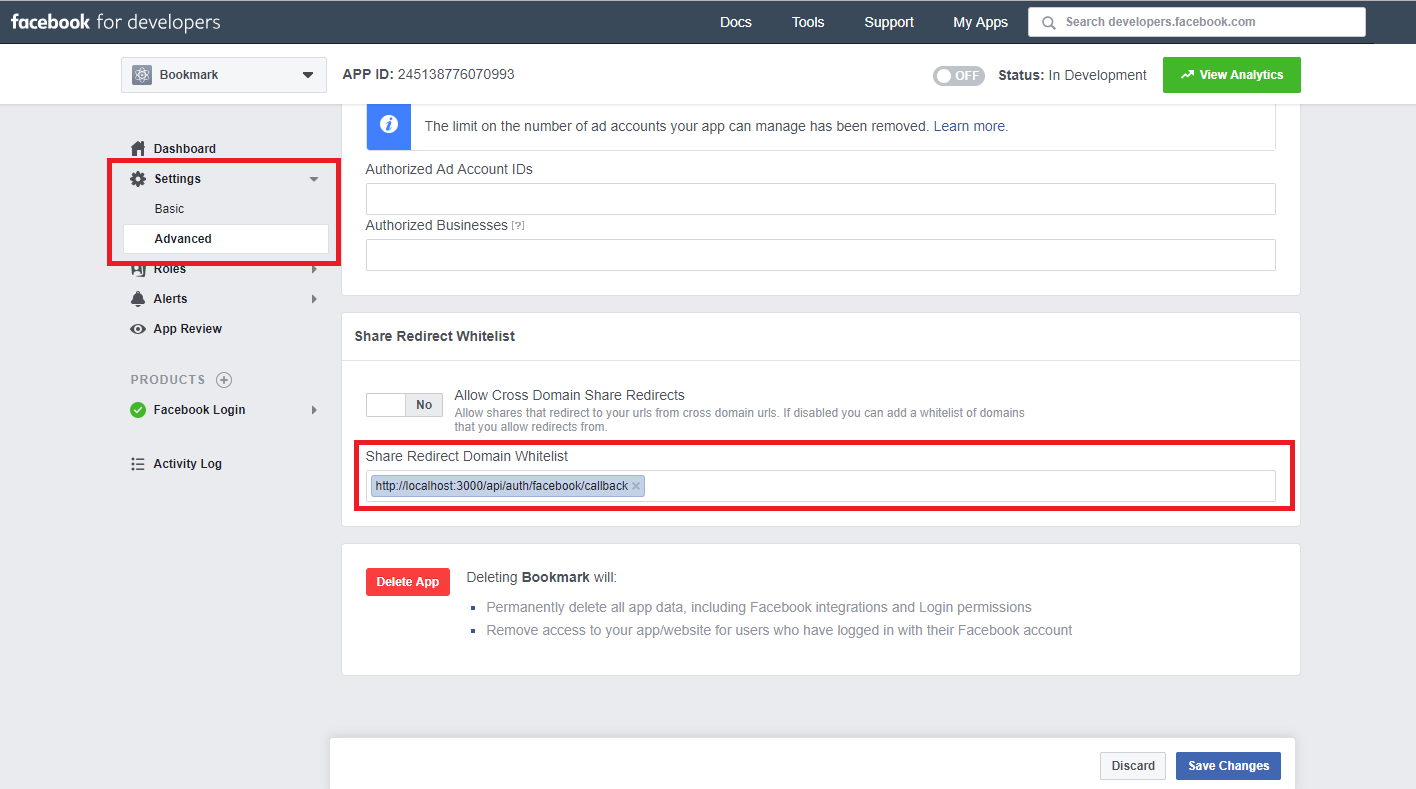 facebook for developers
Docs
Tools
Support
My Apps
Search developers.facebook.com
Bookmark
APP ID: 245138776070993
OFF
Status: In Development
View Analytics
Dashboard
Settings
Basic
Advanced
Roles
Alerts
App Review
PRODUCTS
Facebook Login
Activity Log
The limit on the number of ad accounts your app can manage has been removed. Learn more.
Authorized Ad Account IDs
Authorized Businesses [?]
Share Redirect Whitelist
No
Allow Cross Domain Share Redirects
Allow shares that redirect to your urls from cross domain urls. If disabled you can add a whitelist of domains
that you allow redirects from.
Share Redirect Domain Whitelist
http://localhost:3000/api/auth/facebook/callback
Delete App
Deleting Bookmark will:
Permanently delete all app data, including Facebook integrations and Login permissions
Remove access to your app/website for users who have logged in with their Facebook account
Discard
Save Changes